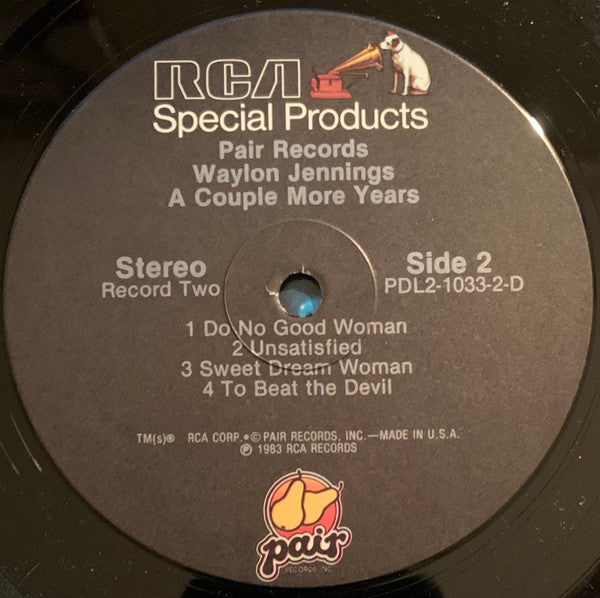 RCA
Special Products
Pair Records
Waylon Jennings
A Couple More Years
Stereo
Side 2
Record Two
PDL2-1033-2-D
1 Do No Good Woman
2 Unsatisfied
3 Sweet Dream Woman
4 To Beat the Devil
TM(s)® RCA CORP.•© PAIR RECORDS, INC.—MADE IN U.S.A.
℗ 1983 RCA RECORDS
pair
RECORDS INC.